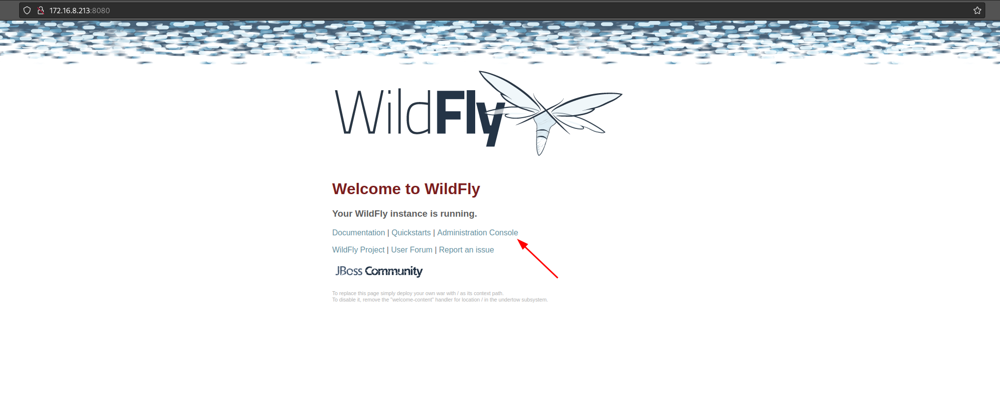 172.16.8.213:8080
WildFly
Welcome to WildFly
Your WildFly instance is running.
Documentation | Quickstarts | Administration Console
WildFly Project | User Forum | Report an issue
JBoss Community
To replace this page simply deploy your own war with / as its context path.
To disable it, remove the "welcome-content" handler for location / in the undertow subsystem.